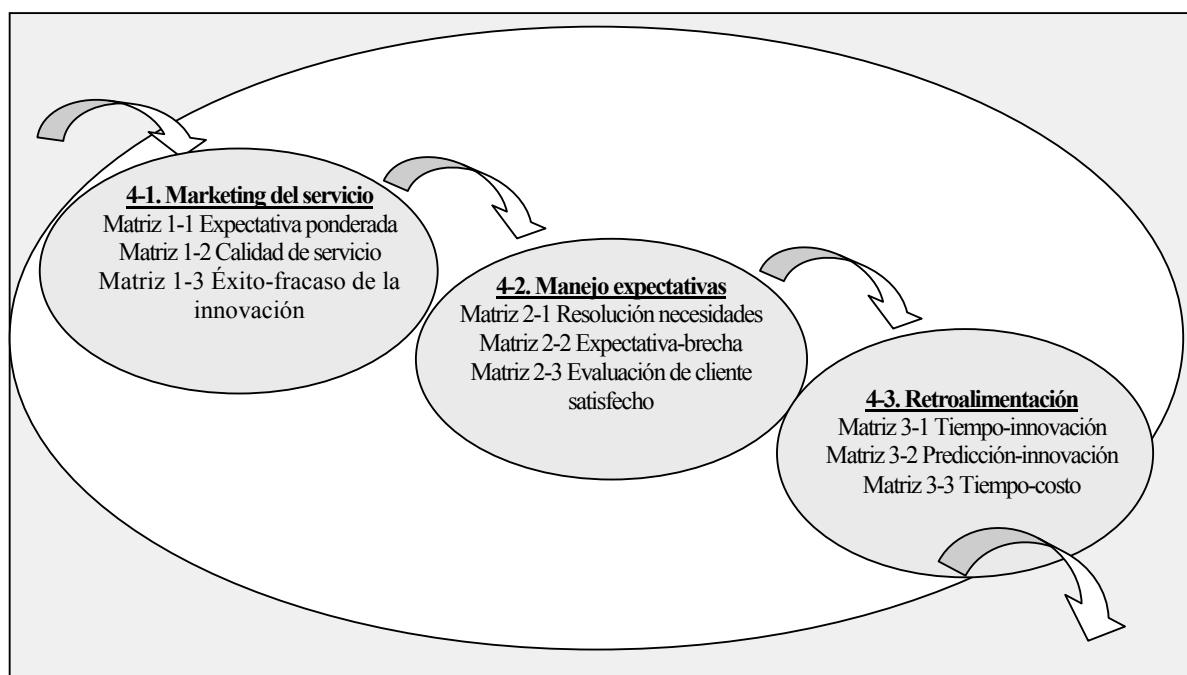 4-1. Marketing del servicio
Matriz 1-1 Expectativa ponderada
Matriz 1-2 Calidad de servicio
Matriz 1-3 Éxito-fracaso de la
innovación
4-2. Manejo expectativas
Matriz 2-1 Resolución necesidades
Matriz 2-2 Expectativa-brecha
Matriz 2-3 Evaluación de cliente
satisfecho
4-3. Retroalimentación
Matriz 3-1 Tiempo-innovación
Matriz 3-2 Predicción-innovación
Matriz 3-3 Tiempo-costo